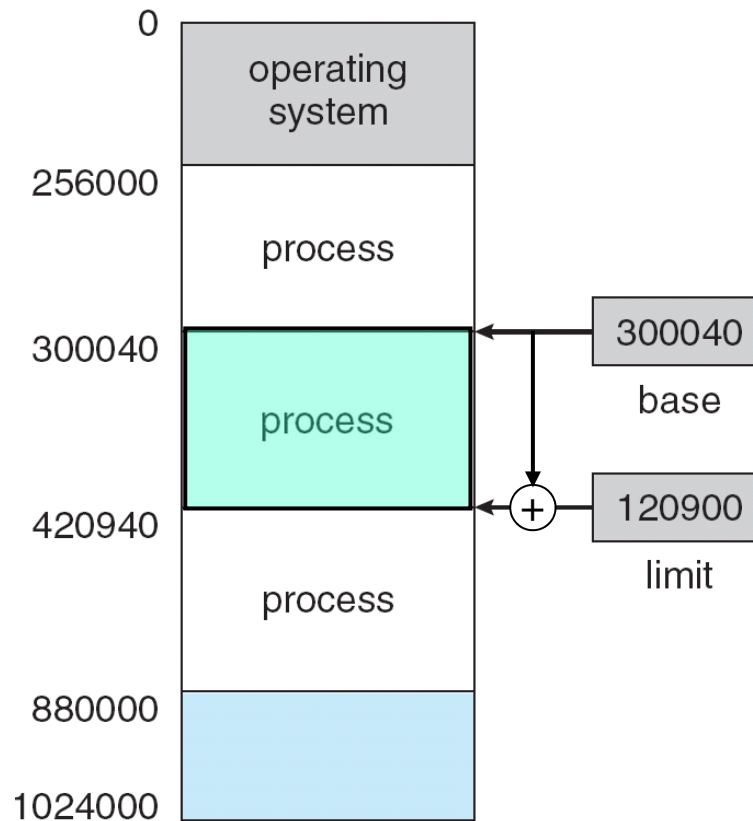 0
operating
system
256000
process
300040
300040
base
process
420940
120900
limit
+
process
880000
1024000